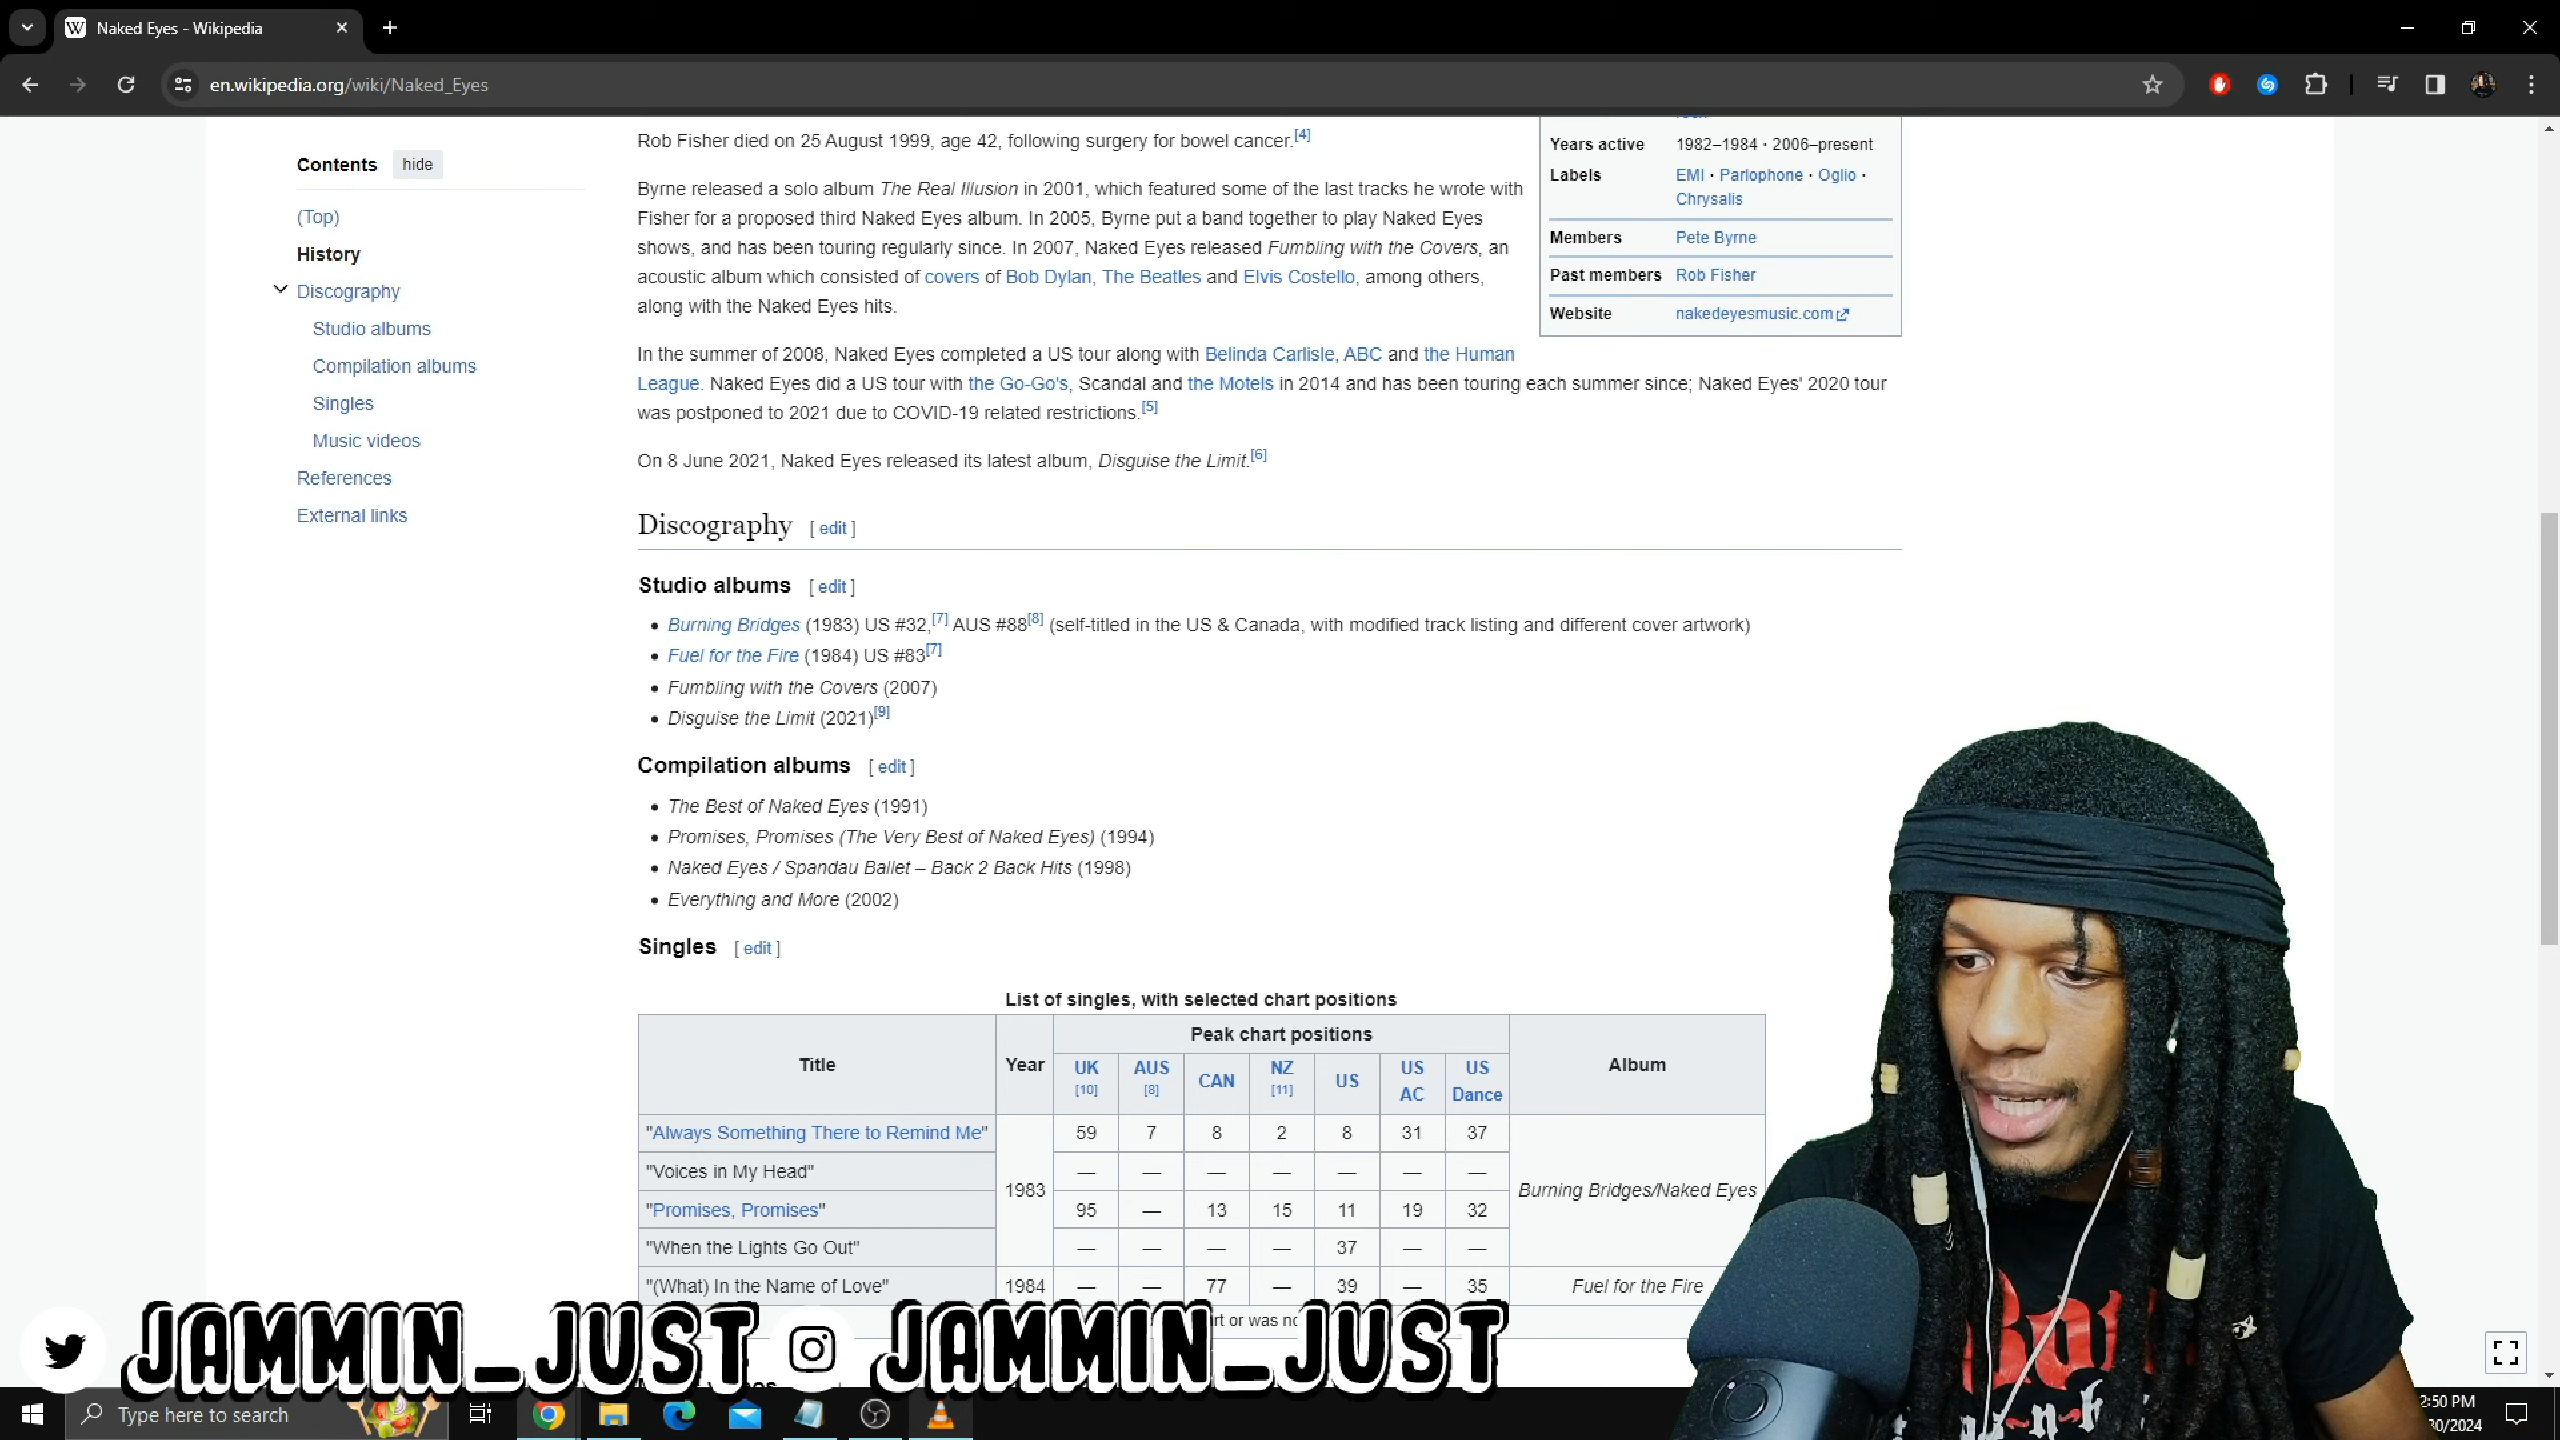 Naked Eyes - Wikipedia
en.wikipedia.org/wiki/Naked_Eyes
Contents hide
(Top)
History
Discography
Studio albums
Compilation albums
Singles
Music videos
References
External links
Rob Fisher died on 25 August 1999, age 42, following surgery for bowel cancer.[4]
Byrne released a solo album The Real Illusion in 2001, which featured some of the last tracks he wrote with
Fisher for a proposed third Naked Eyes album. In 2005, Byrne put a band together to play Naked Eyes
shows, and has been touring regularly since. In 2007, Naked Eyes released Fumbling with the Covers, an
acoustic album which consisted of covers of Bob Dylan, The Beatles and Elvis Costello, among others,
along with the Naked Eyes hits.
Years active 1982–1984 · 2006–present
Labels EMI · Parlophone · Oglio ·
Chrysalis
Members Pete Byrne
Past members Rob Fisher
Website nakedeyesmusic.com
In the summer of 2008, Naked Eyes completed a US tour along with Belinda Carlisle, ABC and the Human
League. Naked Eyes did a US tour with the Go-Go's, Scandal and the Motels in 2014 and has been touring each summer since; Naked Eyes' 2020 tour
was postponed to 2021 due to COVID-19 related restrictions.[5]
On 8 June 2021, Naked Eyes released its latest album, Disguise the Limit.[6]
Discography [ edit ]
Studio albums [ edit ]
• Burning Bridges (1983) US #32,[7] AUS #88[8] (self-titled in the US & Canada, with modified track listing and different cover artwork)
• Fuel for the Fire (1984) US #83[7]
• Fumbling with the Covers (2007)
• Disguise the Limit (2021)[9]
Compilation albums [ edit ]
• The Best of Naked Eyes (1991)
• Promises, Promises (The Very Best of Naked Eyes) (1994)
• Naked Eyes / Spandau Ballet – Back 2 Back Hits (1998)
• Everything and More (2002)
Singles [ edit ]
List of singles, with selected chart positions
Title Year Peak chart positions Album
UK [10] AUS [8] CAN NZ [11] US US AC US Dance
"Always Something There to Remind Me" 1983 59 7 8 2 8 31 37 Burning Bridges/Naked Eyes
"Voices in My Head" — — — — — — —
"Promises, Promises" 95 — 13 15 11 19 32
"When the Lights Go Out" — — — — 37 — —
"(What) In the Name of Love" 1984 — — 77 — 39 — 35 Fuel for the Fire
or was
JAMMIN_JUST JAMMIN_JUST
Type here to search
2:50 PM
30/2024